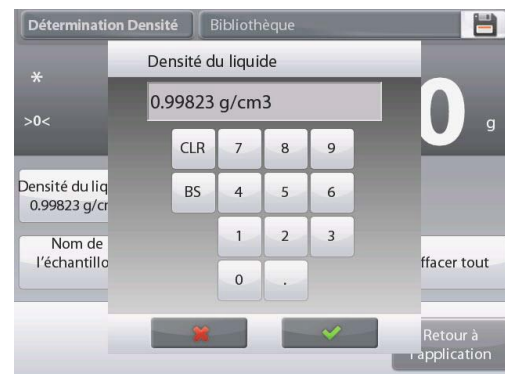 Détermination Densité
Bibliothèque
Densité du liquide
*
0.99823 g/cm3
>0<
0
g
CLR 7 8 9
Densité du liq
0.99823 g/cr
BS 4 5 6
1 2 3
Nom de
l'échantillo
ffacer tout
0 .
Retour à
l'application